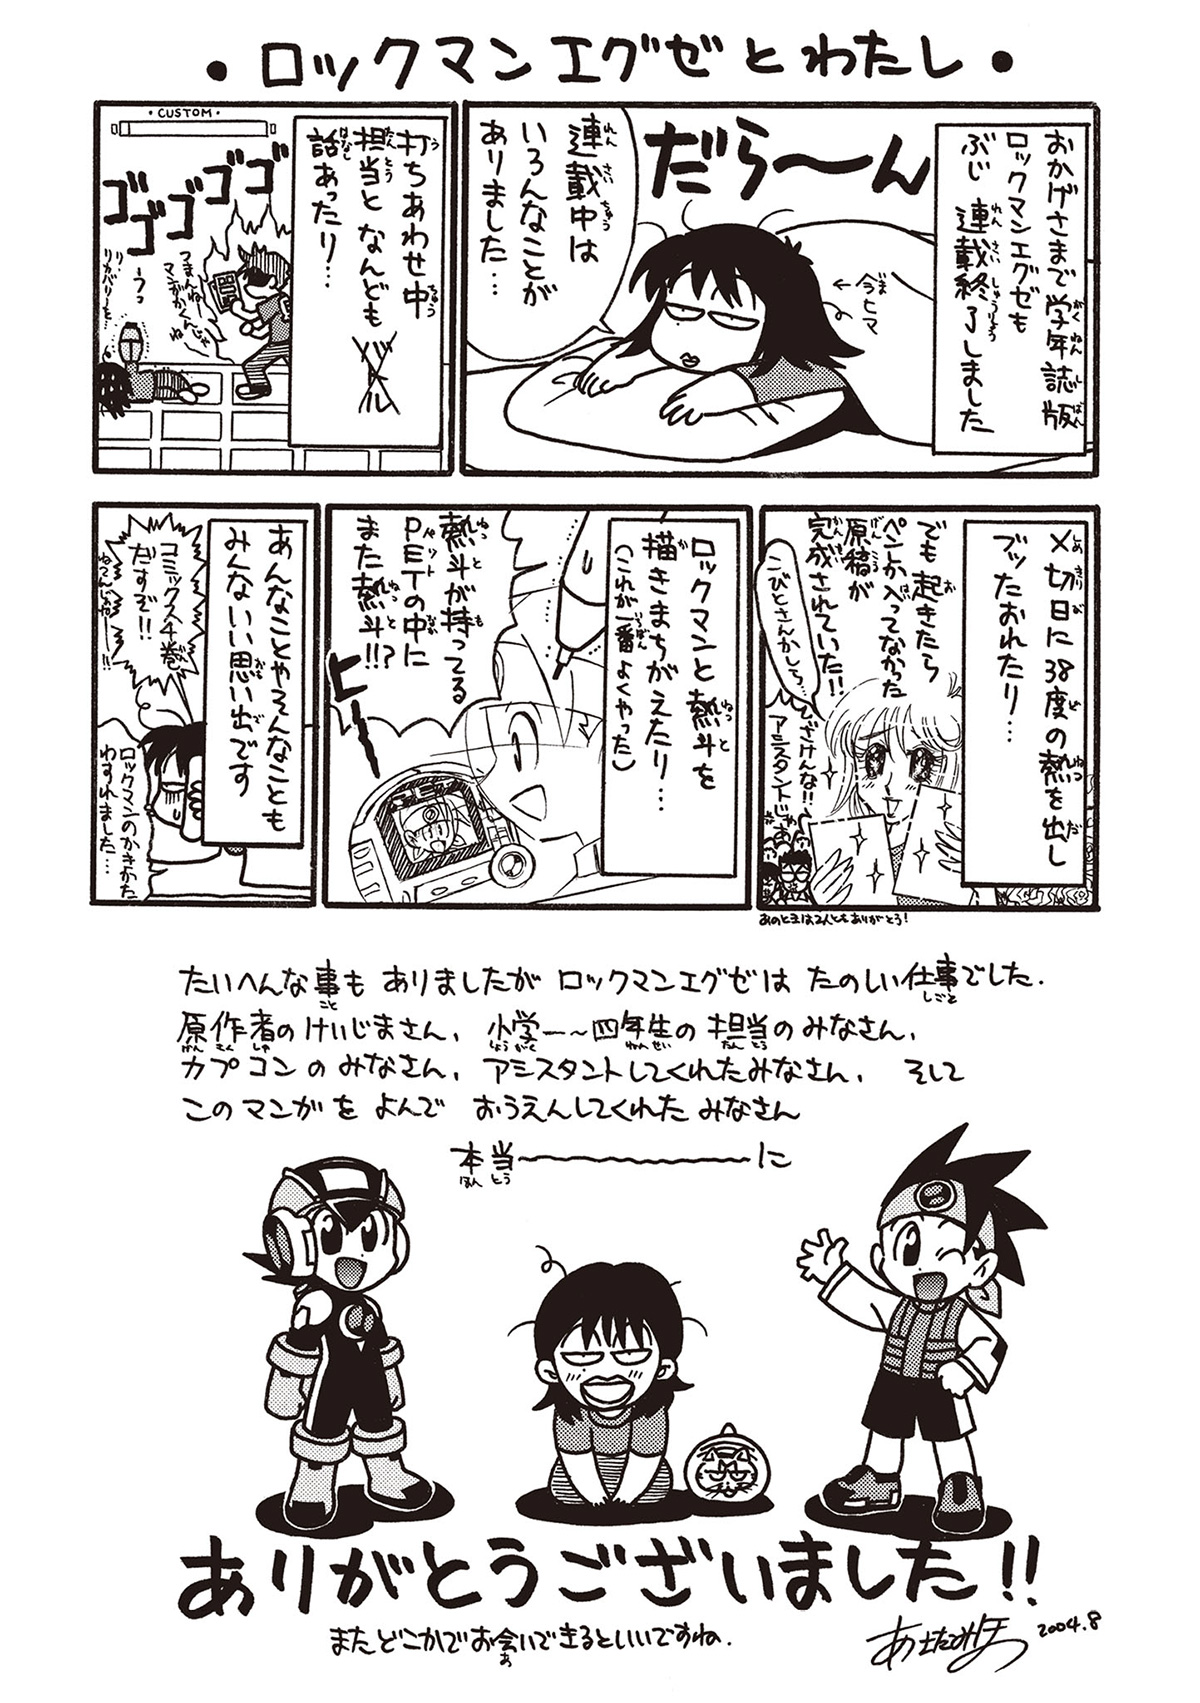 ・ロックマンエグゼとわたし・
おかげさまで学年誌版
ロックマンエグゼも
ぶじ連載終了しました
だら〜ん
←今ヒマ
連載中は
いろんなことが
ありました…
打ちあわせ中
担当となんども
バトル
話あったり…
・CUSTOM・
ゴゴゴゴゴ
つまんねー
マンガかくんじゃ
ねー
うっ
リ…
リカバリーを…
〆切日に38度の熱を出し
ブッたおれたり…
でも起きたら
ペンか入ってなかった
原稿が
完成されていた!!
こびとさんかしら…
ふざけんな!!
アシスタントじゃあ
あのときは2人ともありがとう!
ロックマンと熱斗を
描きまちがえたり…
(これが一番よくやった)
熱斗が持ってる
PETの中に
また熱斗!!?
ヒーー
あんなことやそんなことも
みんないい思い出です
コミックス4巻
だすぞ!!
ねてんじゃねー!!
ロックマンのかきかた
わすれました…
たいへんな事も ありましたが ロックマンエグゼは たのしい仕事でした.
原作者のけいじまさん, 小学一〜四年生の担当のみなさん,
カプコンのみなさん, アシスタントしてくれたみなさん, そして
このマンガを よんで おうえんしてくれた みなさん
本当〜〜〜に
ありがとうございました!!
またどこかでお会いできるといいですね.
2004.8